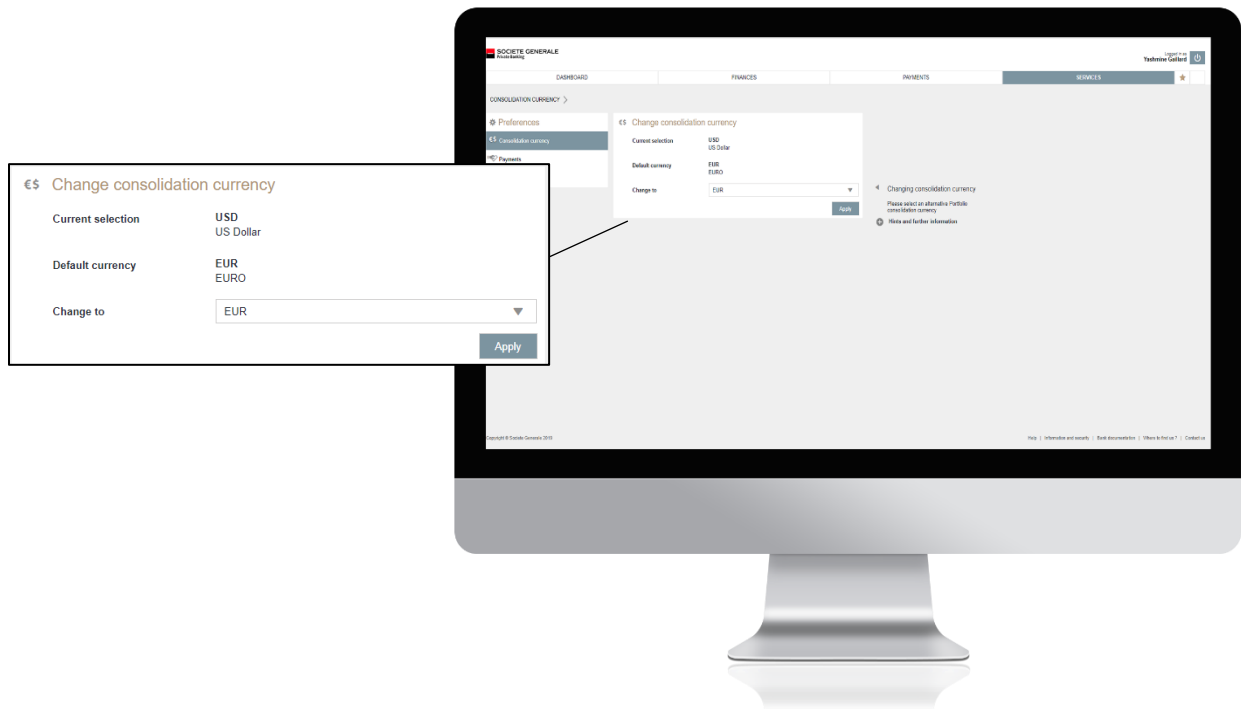 SOCIETE GENERALE
Private Banking
Logged in as
Yashmine Gaillard
DASHBOARD
FINANCES
PAYMENTS
SERVICES
CONSOLIDATION CURRENCY
Preferences
€$ Consolidation currency
Payments
€$ Change consolidation currency
Current selection
USD
US Dollar
Default currency
EUR
EURO
Change to
EUR
Apply
Changing consolidation currency
Please select an alternative Portfolio
consolidation currency
Hints and further information
€$ Change consolidation currency
Current selection
USD
US Dollar
Default currency
EUR
EURO
Change to
EUR
Apply
Copyright © Societe Generale 2018
Help | Information and security | Bank documentation | Where to find us ? | Contact us